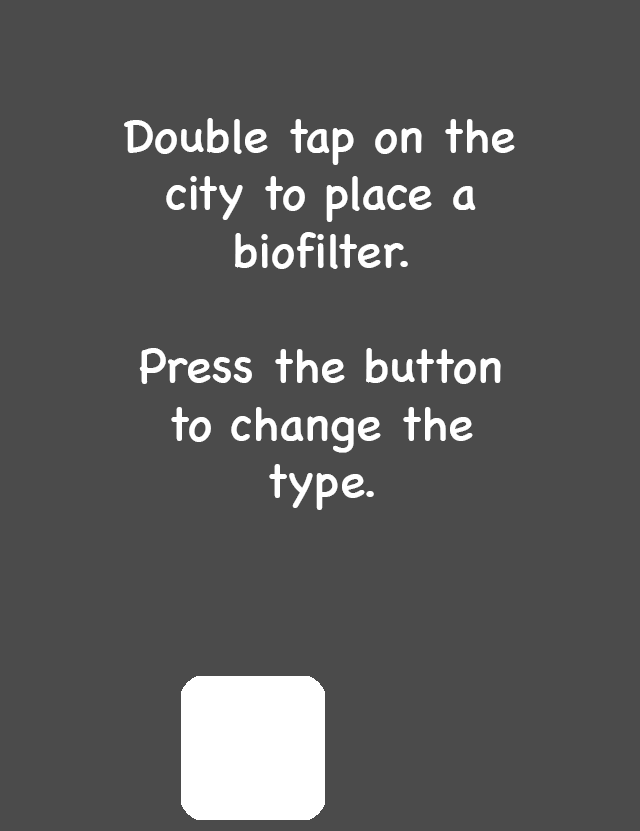 Double tap on the
city to place a
biofilter.
Press the button
to change the
type.